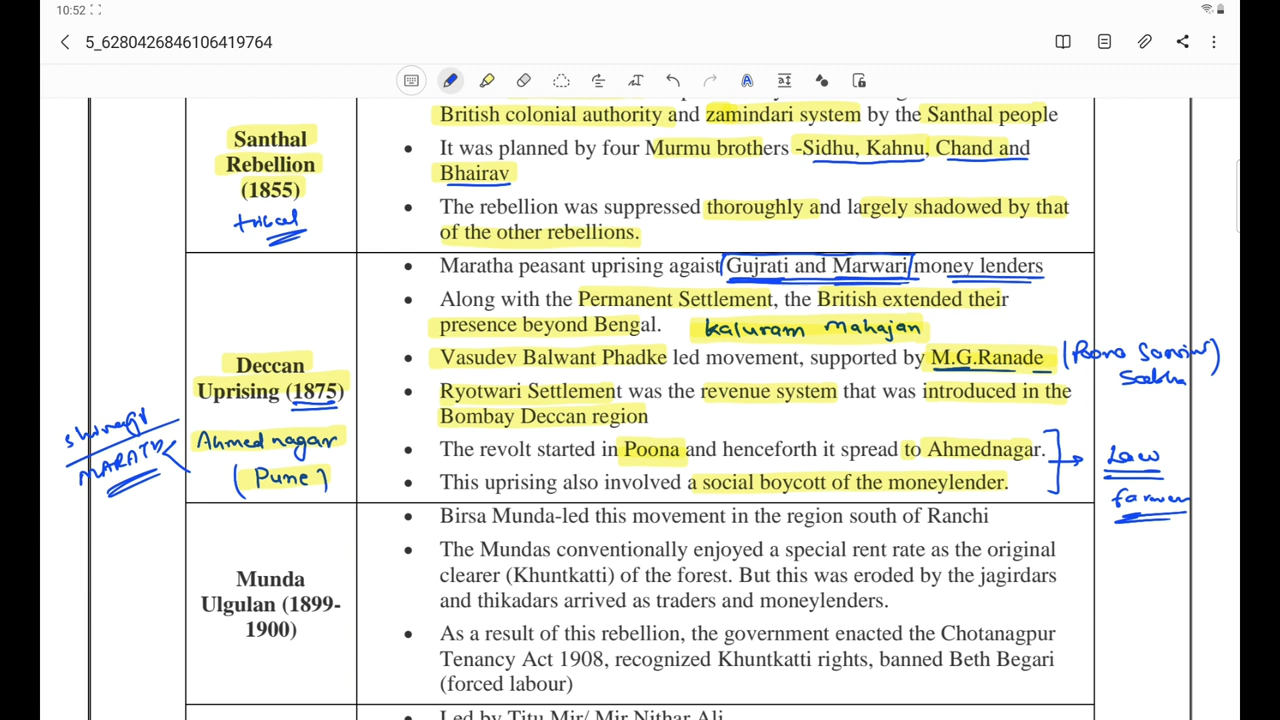 10:52
5_6280426846106419764
British colonial authority and zamindari system by the Santhal people
Santhal
Rebellion
(1855)
tribal
• It was planned by four Murmu brothers -Sidhu, Kahnu, Chand and
Bhairav
• The rebellion was suppressed thoroughly and largely shadowed by that
of the other rebellions.
Deccan
Uprising (1875)
Ahmednagar
(Pune)
MARATH
• Maratha peasant uprising agaist Gujrati and Marwari money lenders
• Along with the Permanent Settlement, the British extended their
presence beyond Bengal.
Kaluram Mahajan
• Vasudev Balwant Phadke led movement, supported by M.G.Ranade
(Poona
Sabha
• Ryotwari Settlement was the revenue system that was introduced in the
Bombay Deccan region
• The revolt started in Poona and henceforth it spread to Ahmednagar.
• This uprising also involved a social boycott of the moneylender.
Law
farmer
Munda
Ulgulan (1899-
1900)
• Birsa Munda-led this movement in the region south of Ranchi
• The Mundas conventionally enjoyed a special rent rate as the original
clearer (Khuntkatti) of the forest. But this was eroded by the jagirdars
and thikadars arrived as traders and moneylenders.
• As a result of this rebellion, the government enacted the Chotanagpur
Tenancy Act 1908, recognized Khuntkatti rights, banned Beth Begari
(forced labour)
• Led by Titu Mir/ Mir Nithar Ali